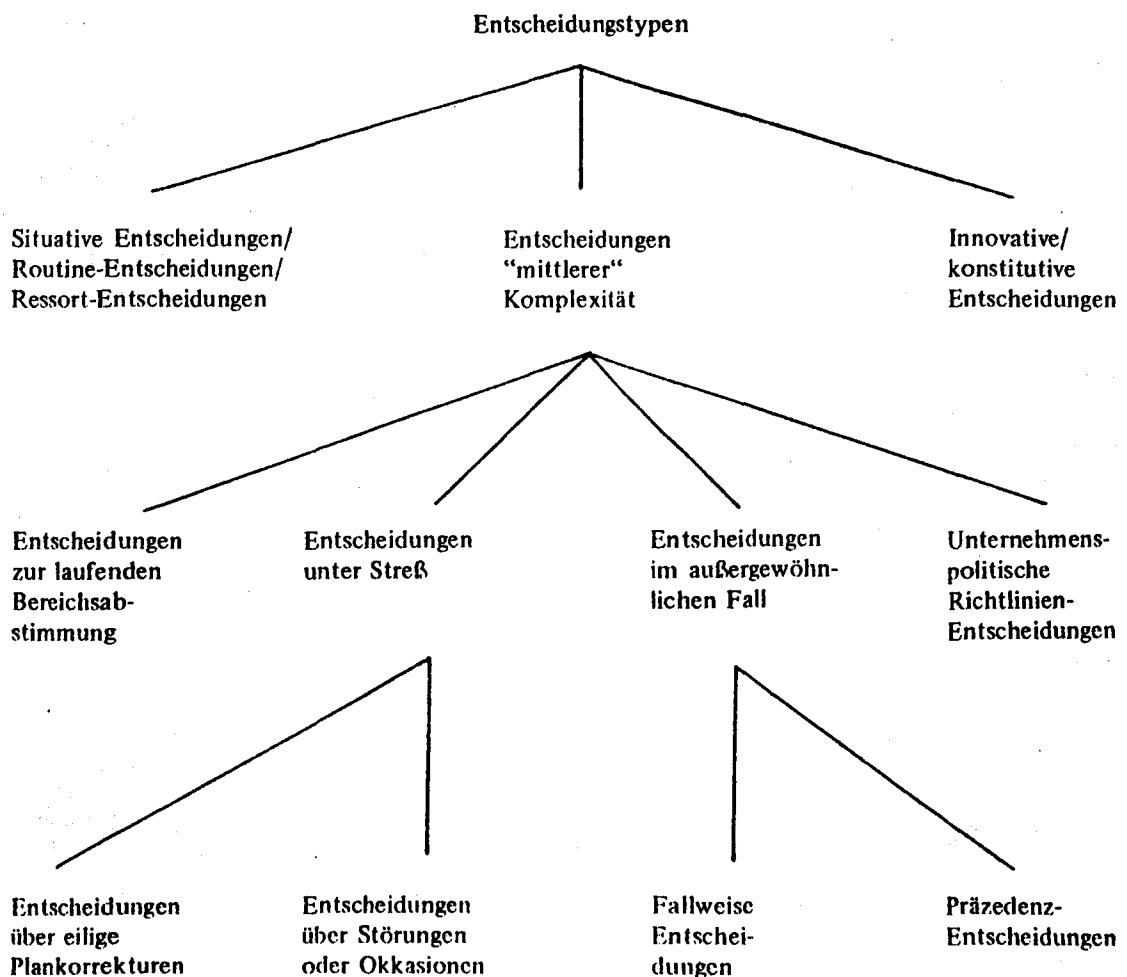 Entscheidungstypen
Situative Entscheidungen/
Routine-Entscheidungen/
Ressort-Entscheidungen
Entscheidungen
“mittlerer“
Komplexität
Innovative/
konstitutive
Entscheidungen
Entscheidungen
zur laufenden
Bereichsab-
stimmung
Entscheidungen
unter Streß
Entscheidungen
im außergewöhn-
lichen Fall
Unternehmens-
politische
Richtlinien-
Entscheidungen
Entscheidungen
über eilige
Plankorrekturen
Entscheidungen
über Störungen
oder Okkasionen
Fallweise
Entschei-
dungen
Präzedenz-
Entscheidungen